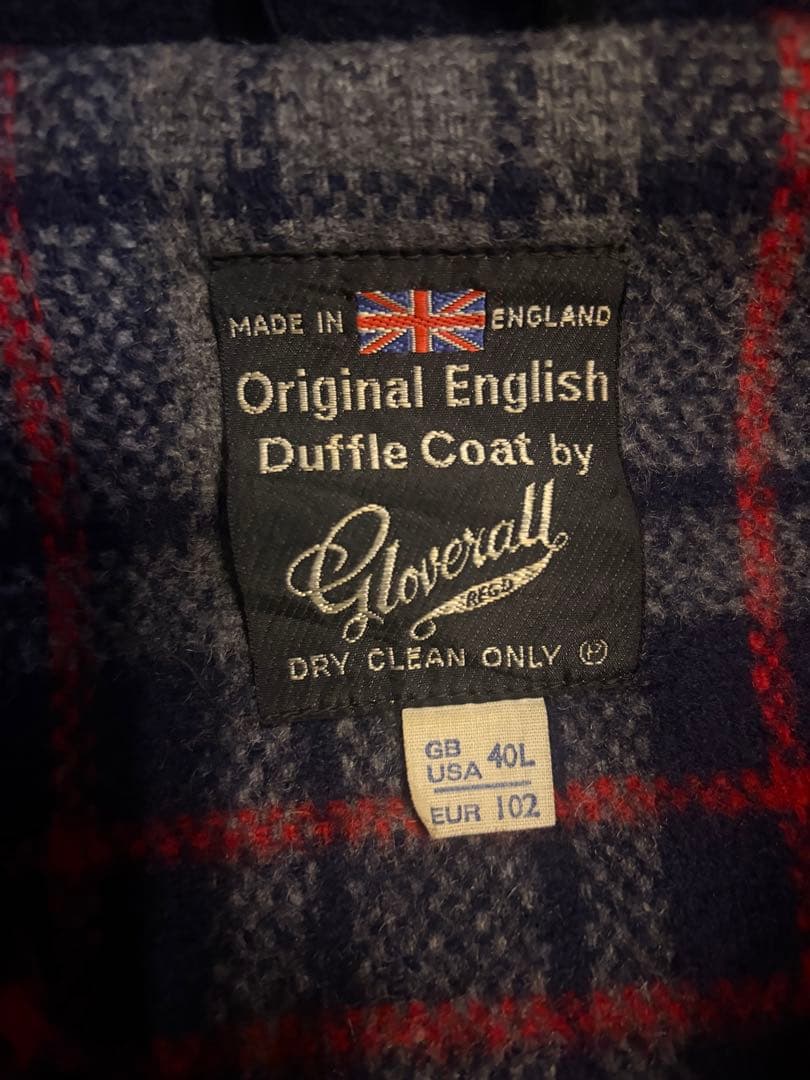 MADE IN ENGLAND
Original English
Duffle Coat by
Gloverall
REGD
DRY CLEAN ONLY Ⓟ
GB
USA 40L
EUR 102